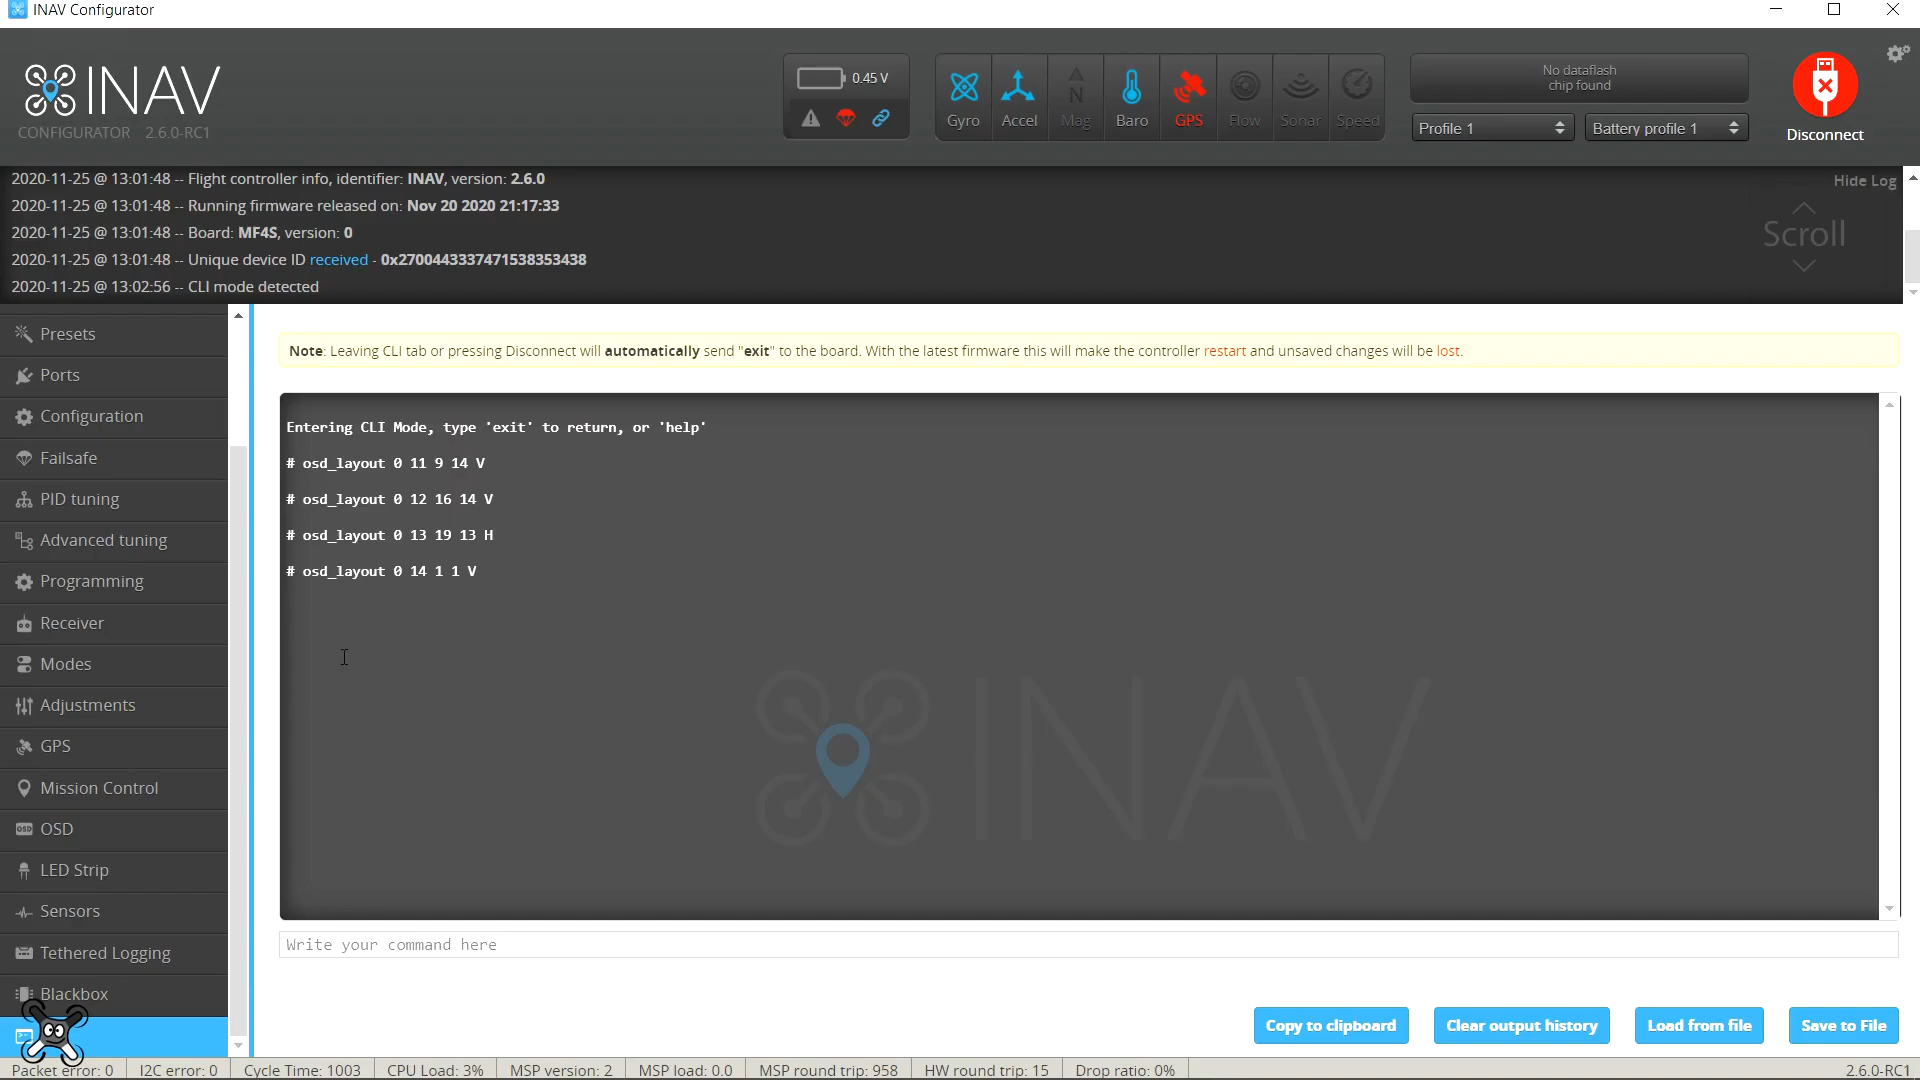 INAV Configurator
INAV
CONFIGURATOR 2.6.0-RC1
0.45 V
Gyro
Accel
N
Mag
Baro
GPS
Flow
Sonar
Speed
No dataflash
chip found
Profile 1
Battery profile 1
Disconnect
2020-11-25 @ 13:01:48 -- Flight controller info, identifier: INAV, version: 2.6.0
2020-11-25 @ 13:01:48 -- Running firmware released on: Nov 20 2020 21:17:33
2020-11-25 @ 13:01:48 -- Board: MF4S, version: 0
2020-11-25 @ 13:01:48 -- Unique device ID received - 0x2700443337471538353438
2020-11-25 @ 13:02:56 -- CLI mode detected
Hide Log
Scroll
Presets
Ports
Configuration
Failsafe
PID tuning
Advanced tuning
Programming
Receiver
Modes
Adjustments
GPS
Mission Control
OSD
OSD
LED Strip
Sensors
Tethered Logging
Blackbox
Note: Leaving CLI tab or pressing Disconnect will automatically send "exit" to the board. With the latest firmware this will make the controller restart and unsaved changes will be lost.
Entering CLI Mode, type 'exit' to return, or 'help'
# osd_layout 0 11 9 14 V
# osd_layout 0 12 16 14 V
# osd_layout 0 13 19 13 H
# osd_layout 0 14 1 1 V
INAV
Write your command here
Copy to clipboard
Clear output history
Load from file
Save to File
Packet error: 0
I2C error: 0
Cycle Time: 1003
CPU Load: 3%
MSP version: 2
MSP load: 0.0
MSP round trip: 958
HW round trip: 15
Drop ratio: 0%
2.6.0-RC1